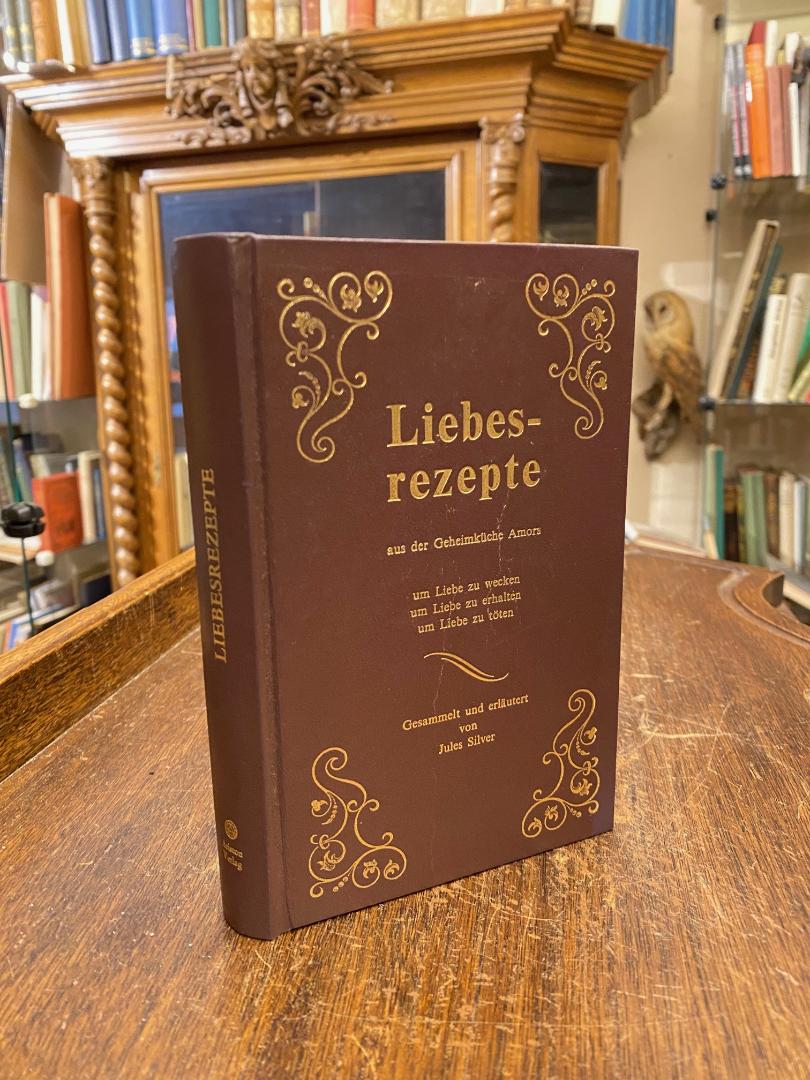 Liebes-
rezepte
aus der Geheimküche Amors
um Liebe zu wecken
um Liebe zu erhalten
um Liebe zu töten
Gesammelt und erläutert
von
Jules Silver
LIEBESREZEPTE
Verlag